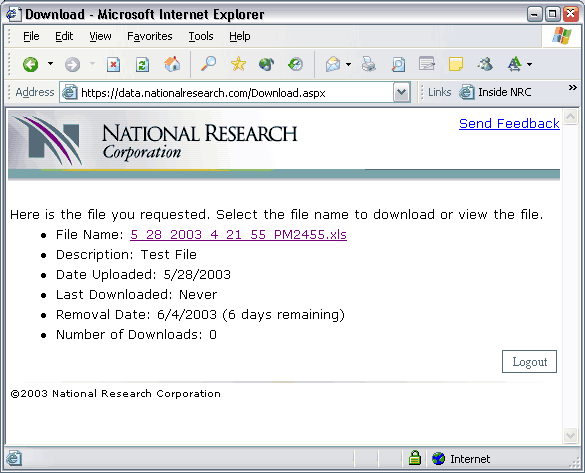 Download - Microsoft Internet Explorer
File Edit View Favorites Tools Help
Address https://data.nationalresearch.com/Download.aspx Links Inside NRC »
NATIONAL RESEARCH
Corporation
Send Feedback
Here is the file you requested. Select the file name to download or view the file.
• File Name: 5_28_2003_4_21_55_PM2455.xls
• Description: Test File
• Date Uploaded: 5/28/2003
• Last Downloaded: Never
• Removal Date: 6/4/2003 (6 days remaining)
• Number of Downloads: 0
Logout
©2003 National Research Corporation
Internet